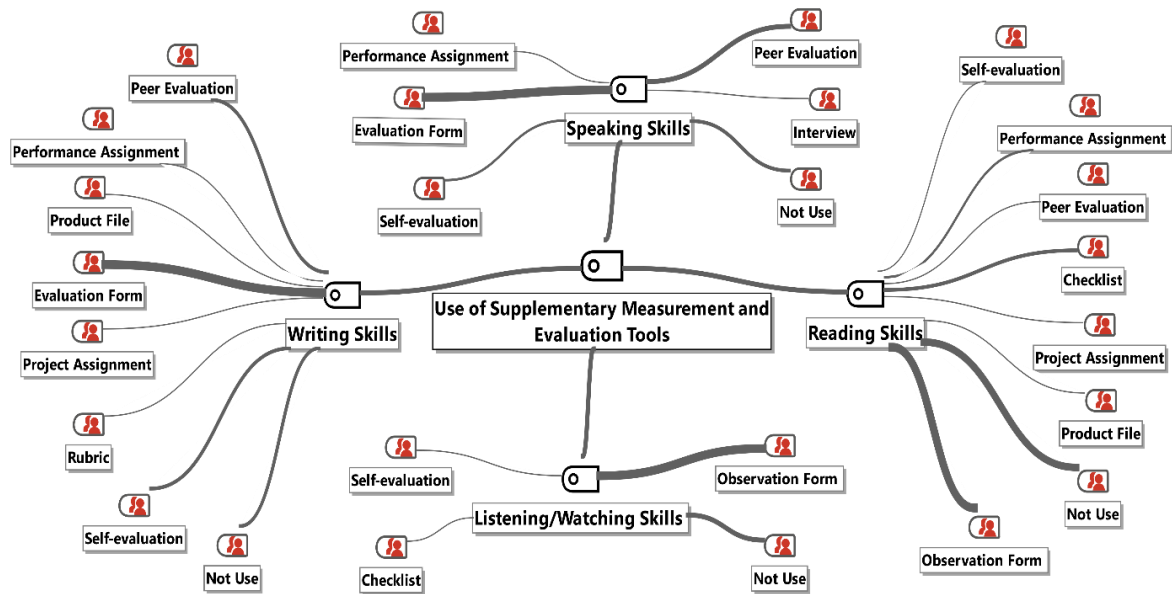 Performance Assignment
Peer Evaluation
Evaluation Form
Interview
Speaking Skills
Self-evaluation
Not Use
Peer Evaluation
Performance Assignment
Product File
Evaluation Form
Project Assignment
Rubric
Self-evaluation
Not Use
Writing Skills
Use of Supplementary Measurement and
Evaluation Tools
Reading Skills
Self-evaluation
Performance Assignment
Peer Evaluation
Checklist
Project Assignment
Product File
Not Use
Observation Form
Self-evaluation
Observation Form
Listening/Watching Skills
Checklist
Not Use